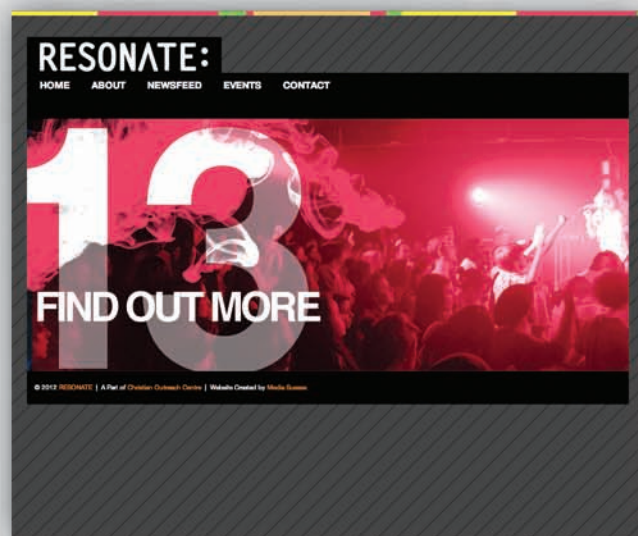 RESONATE:
HOME ABOUT NEWSFEED EVENTS CONTACT
13
FIND OUT MORE
© 2012 RESONATE | A Part of Christian Outreach Centre | Website Created by Media Sussex